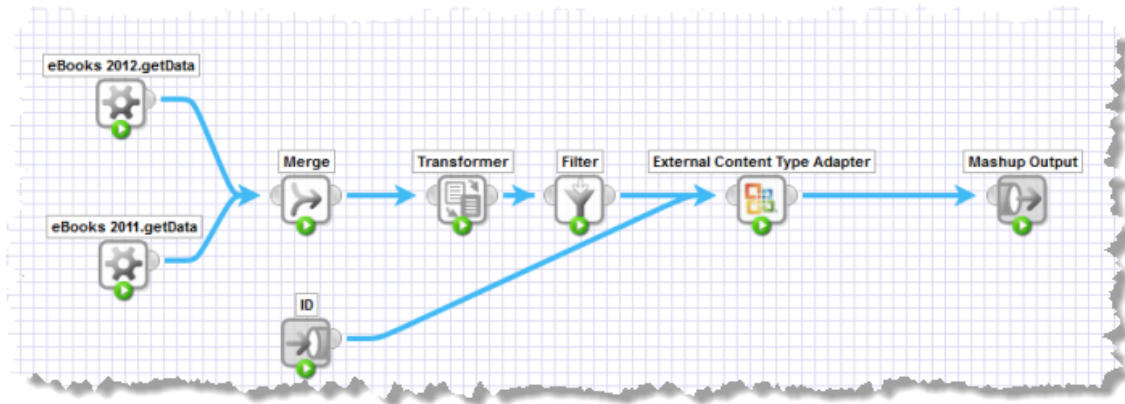 eBooks 2012.getData
Merge
Transformer
Filter
External Content Type Adapter
Mashup Output
eBooks 2011.getData
ID